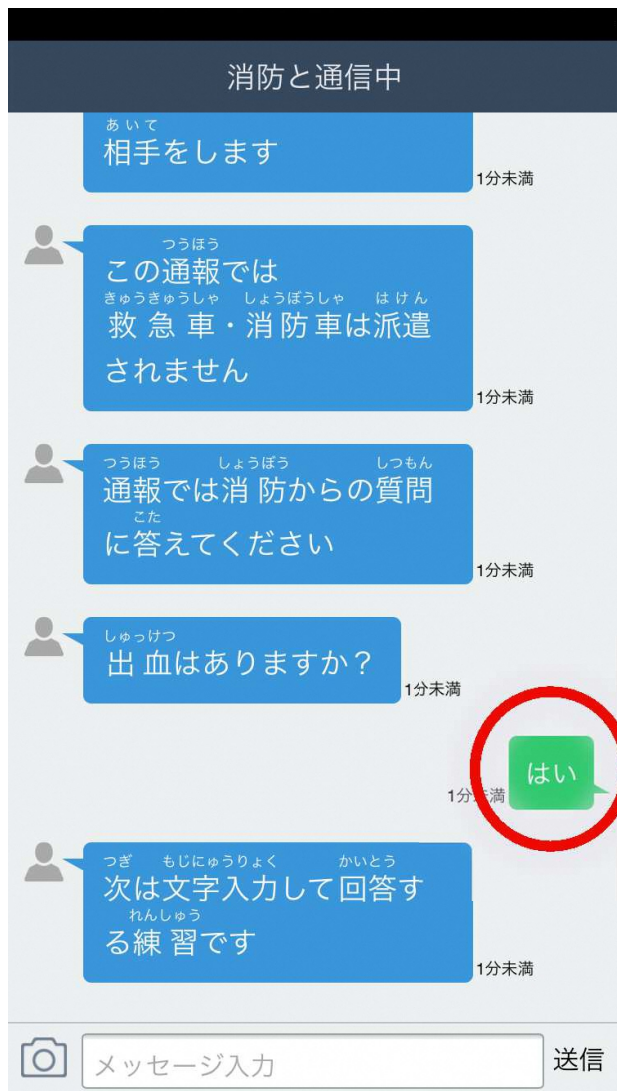 消防と通信中
あいて
相手をします
1分未満
つうほう
この通報では
きゅうきゅうしゃ しょうぼうしゃ はけん
救急車・消防車は派遣
されません
1分未満
つうほう しょうぼう しつもん
通報では消防からの質問
こた
に答えてください
1分未満
しゅっけつ
出血はありますか？
1分未満
はい
1分未満
つぎ もじにゅうりょく かいとう
次は文字入力して回答す
れんしゅう
る練習です
1分未満
メッセージ入力
送信